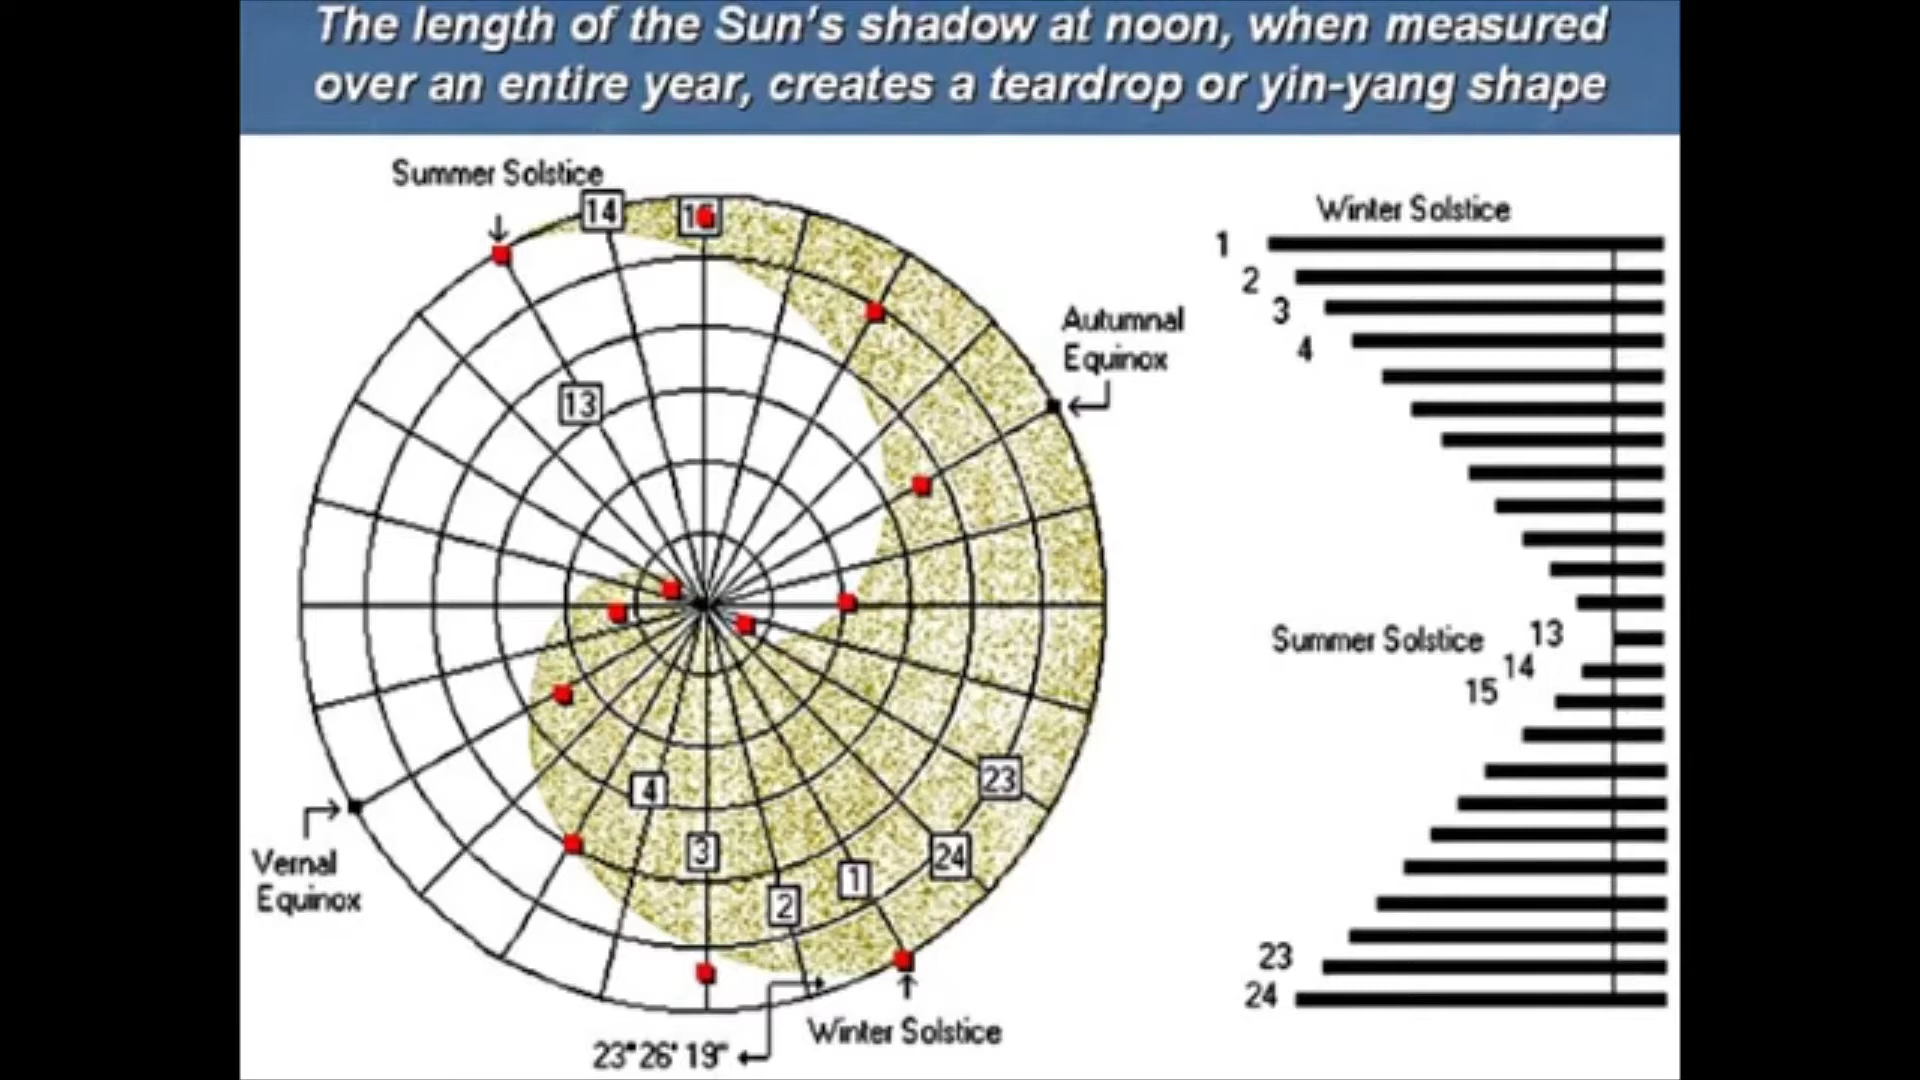 The length of the Sun's shadow at noon, when measured
over an entire year, creates a teardrop or yin-yang shape
Summer Solstice
14
13
Autumnal
Equinox
4
3
2
1
24
23
Vernal
Equinox
Winter Solstice
23°26' 19"
Winter Solstice
1
2
3
4
Summer Solstice
13
14
15
23
24